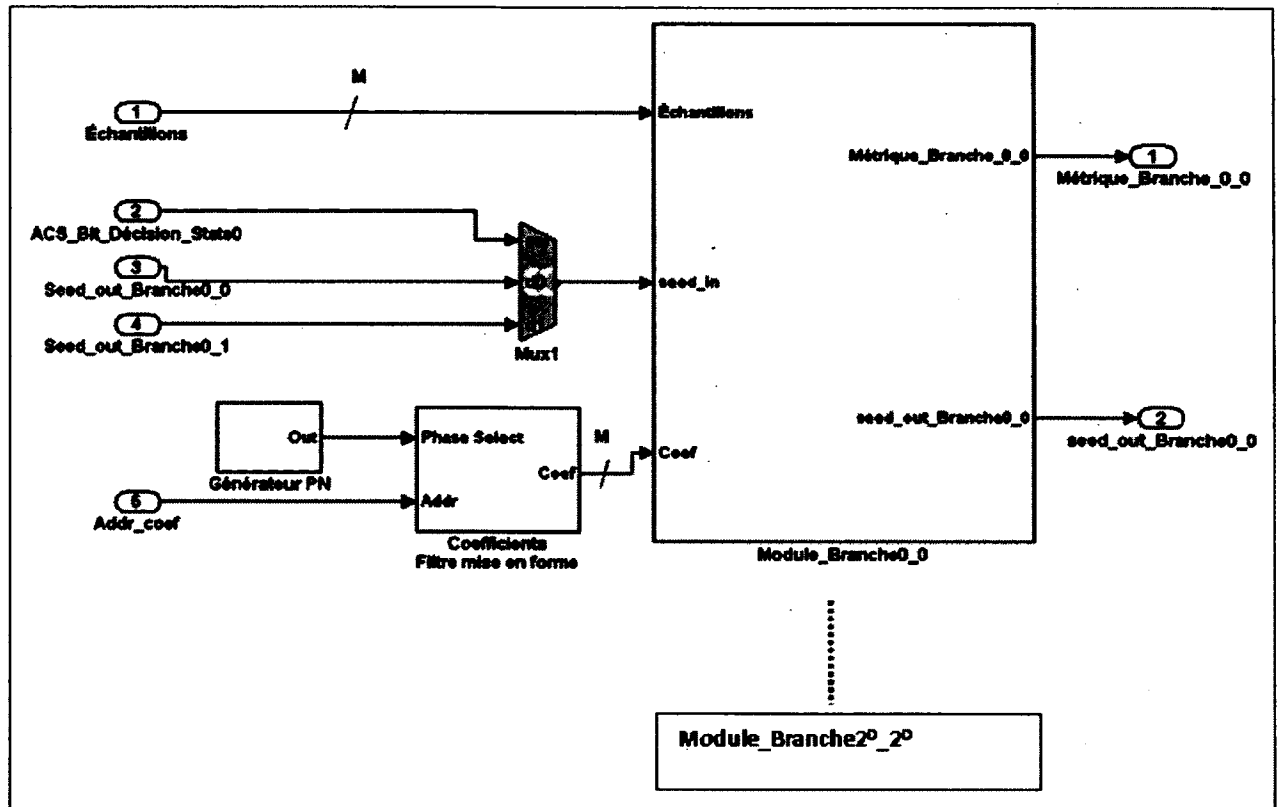 M
1
Échantillons
Échantillons
Métrique_Branche_0_0
1
Métrique_Branche_0_0
2
ACS_Bit_Décision_State0
3
Seed_out_Branche0_0
4
Seed_out_Branche0_1
Mux1
seed_in
Out
Générateur PN
Phase Select
Coef
Addr
M
Coef
5
Addr_coef
Coefficients
Filtre mise en forme
seed_out_Branche0_0
2
seed_out_Branche0_0
Module_Branche0_0
Module_Branche2ᴰ_2ᴰ